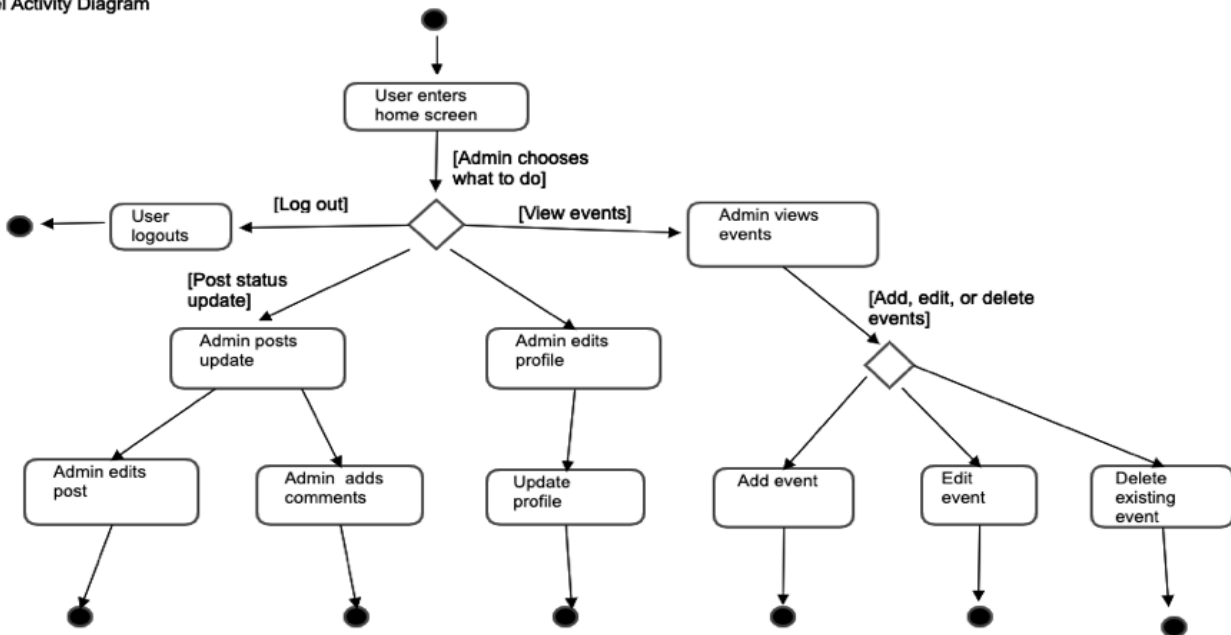 Activity Diagram
User enters
home screen
[Admin chooses
what to do]
[Log out]
[View events]
User
logouts
Admin views
events
[Post status
update]
[Add, edit, or delete
events]
Admin posts
update
Admin edits
profile
Admin edits
post
Admin adds
comments
Update
profile
Add event
Edit
event
Delete
existing
event